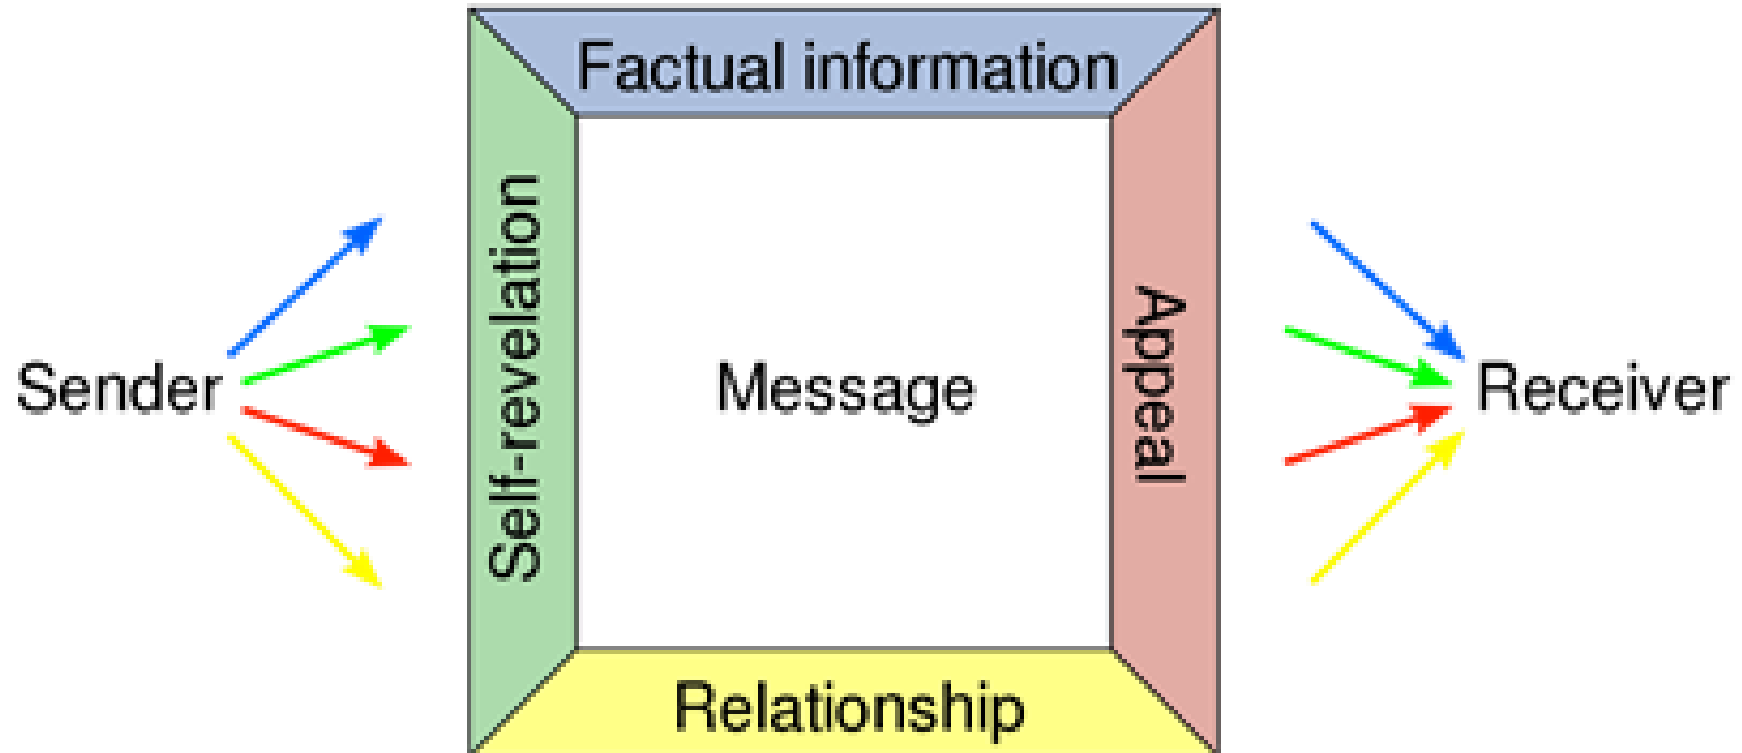 Factual information
Self-revelation
Sender
Message
Appeal
Receiver
Relationship